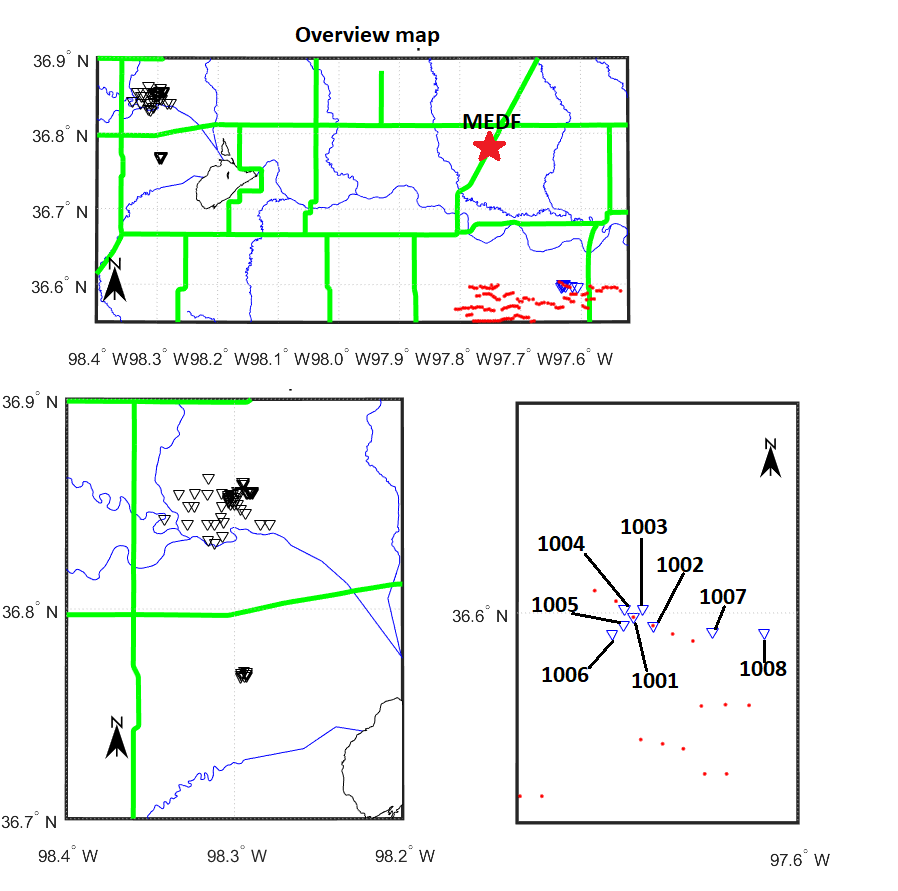 Overview map
36.9° N
MEDF
36.8° N
36.7° N
36.6° N
N
98.4° W98.3° W98.2° W98.1° W98.0° W97.9° W97.8° W97.7° W97.6° W
36.9° N
36.8° N
36.7° N
N
98.4° W
98.3° W
98.2° W
N
1003
1004
1002
1005
1007
36.6° N
1006
1001
1008
97.6° W